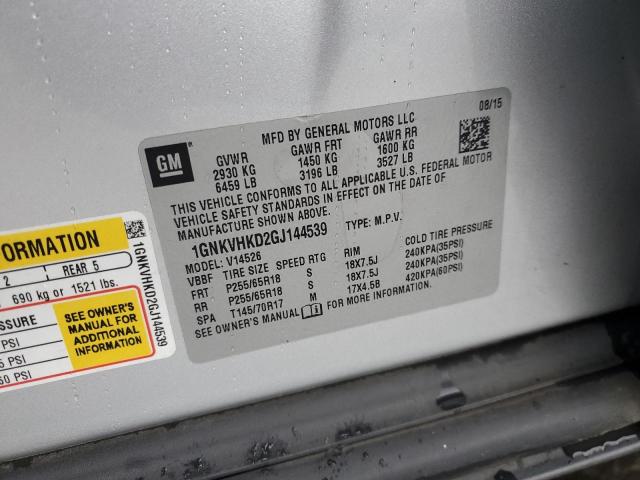 08/15
MFD BY GENERAL MOTORS LLC
GM
GVWR GAWR FRT GAWR RR
2930 KG 1450 KG 1600 KG
6459 LB 3196 LB 3527 LB
THIS VEHICLE CONFORMS TO ALL APPLICABLE U.S. FEDERAL MOTOR
VEHICLE SAFETY STANDARDS IN EFFECT ON THE DATE OF
MANUFACTURE SHOWN ABOVE.
1GNKVHKD2GJ144539 TYPE: M.P.V.
MODEL: V14526
VBBF TIRE SIZE SPEED RTG RIM COLD TIRE PRESSURE
FRT P255/65R18 S 18X7.5J 240KPA(35PSI)
RR P255/65R18 S 18X7.5J 240KPA(35PSI)
SPA T145/70R17 M 17X4.5B 420KPA(60PSI)
SEE OWNER'S MANUAL FOR MORE INFORMATION.
FORMATION
2 REAR 5
690 kg or 1521 lbs.
SSURE
SEE OWNER'S
MANUAL FOR
ADDITIONAL
INFORMATION
PSI
5 PSI
60 PSI
1GNKVHKD2GJ144539